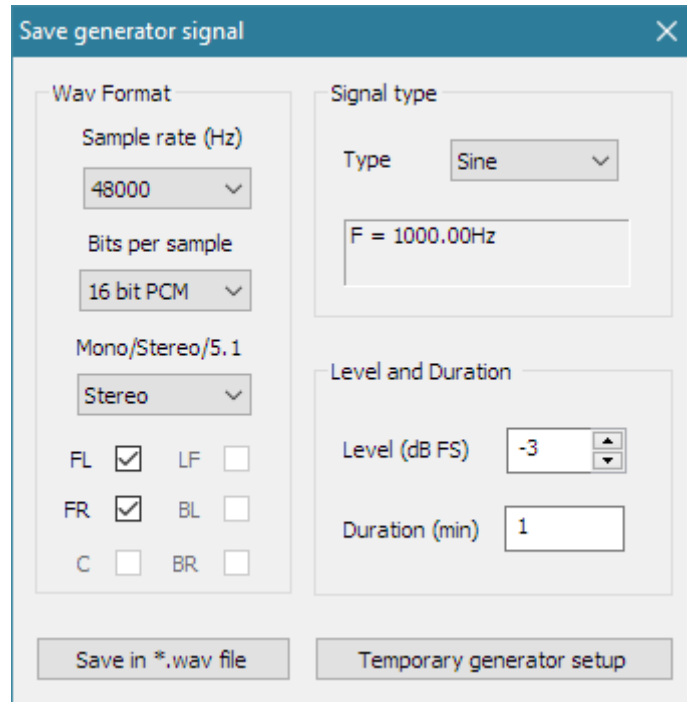 Save generator signal
Wav Format
Sample rate (Hz)
48000
Bits per sample
16 bit PCM
Mono/Stereo/5.1
Stereo
FL LF
FR BL
C BR
Signal type
Type Sine
F = 1000.00Hz
Level and Duration
Level (dB FS) -3
Duration (min) 1
Save in *.wav file
Temporary generator setup